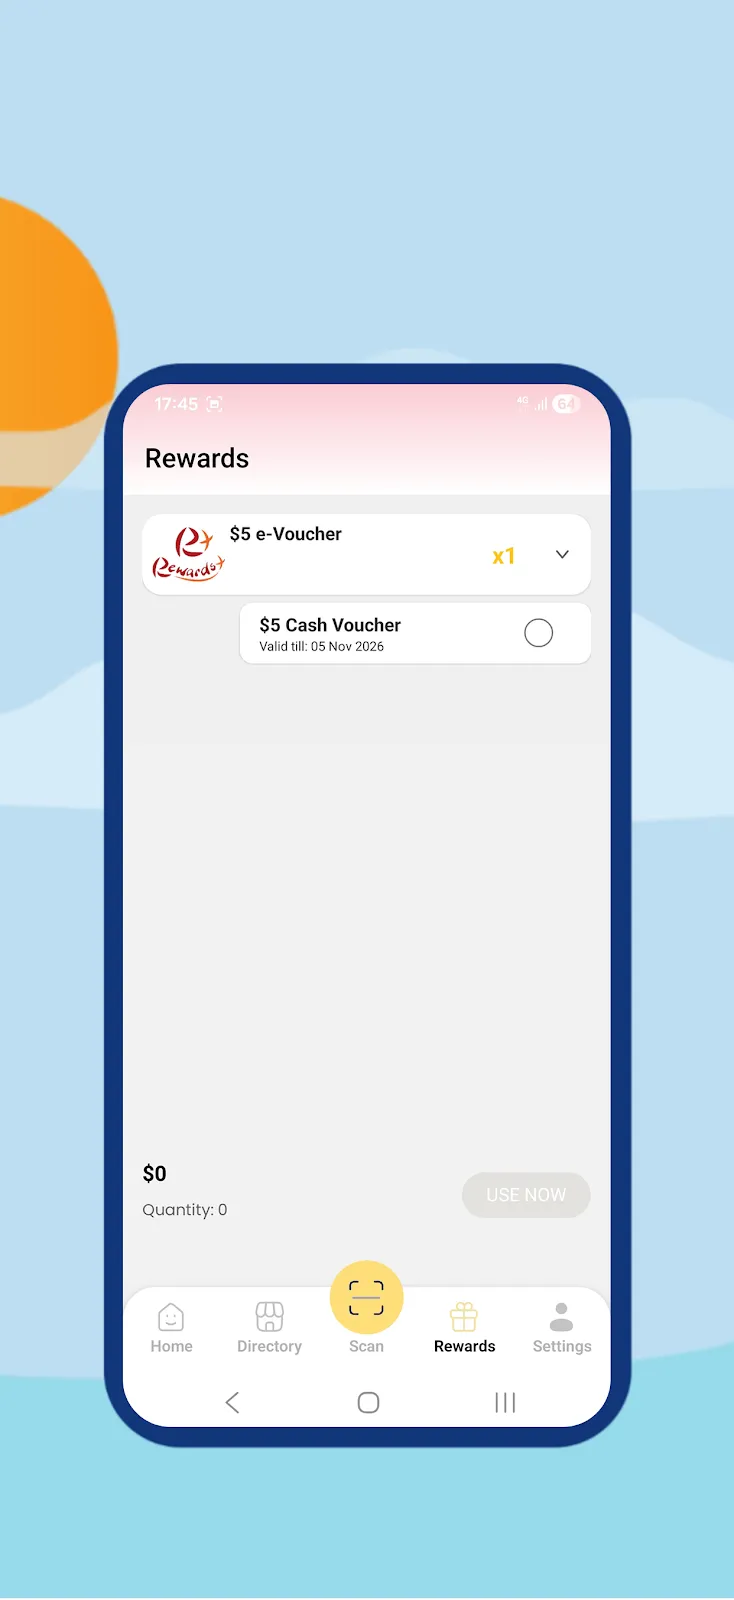 17:45
4G
64
Rewards
R+
Rewards+
$5 e-Voucher
x1
$5 Cash Voucher
Valid till: 05 Nov 2026
$0
Quantity: 0
USE NOW
Home
Directory
Scan
Rewards
Settings